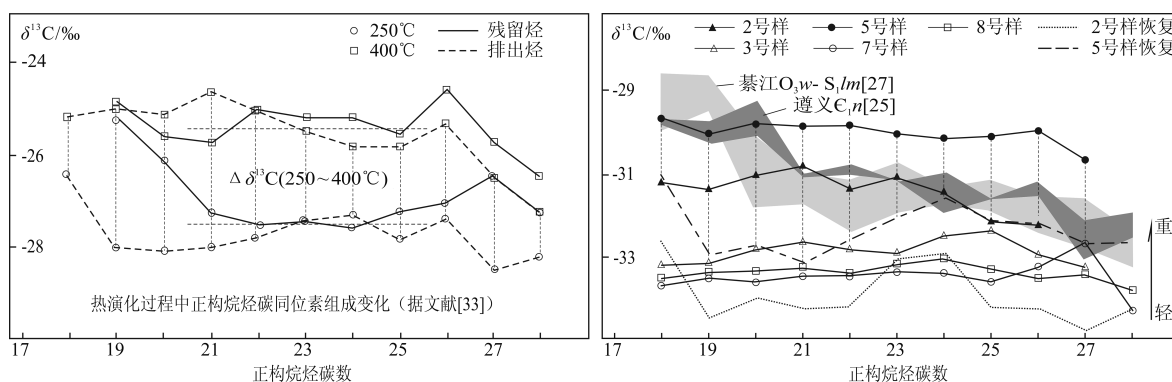 δ¹³C/‰
250℃ 残留烃
400℃ 排出烃
-24
-26
-28
Δδ¹³C(250~400℃)
热演化过程中正构烷烃碳同位素组成变化（据文献[33]）
17 19 21 23 25 27
正构烷烃碳数
δ¹³C/‰
2号样 5号样 8号样 2号样恢复
3号样 7号样 5号样恢复
綦江O₃w-S₁lm[27]
遵义Є₁n[25]
-29
-31
-33
重
轻
17 19 21 23 25 27
正构烷烃碳数